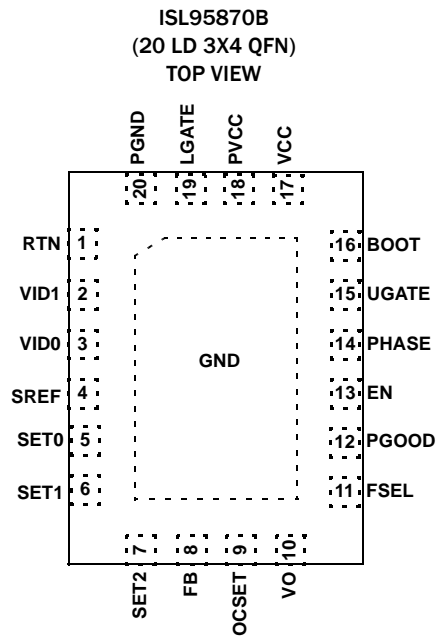 ISL95870B
(20 LD 3X4 QFN)
TOP VIEW
PGND
LGATE
PVCC
VCC
20
19
18
17
RTN 1
VID1 2
VID0 3
SREF 4
SET0 5
SET1 6
GND
16 BOOT
15 UGATE
14 PHASE
13 EN
12 PGOOD
11 FSEL
7
8
9
10
SET2
FB
OCSET
VO